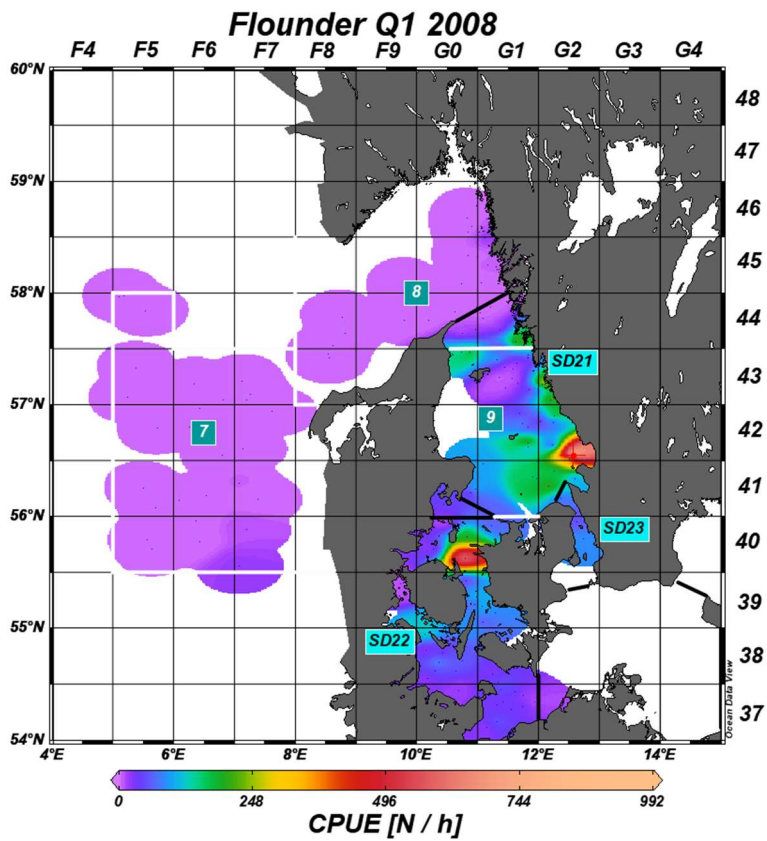 Flounder Q1 2008
F4 F5 F6 F7 F8 F9 G0 G1 G2 G3 G4
60°N
48
47
59°N
46
45
58°N
8
44
SD21
43
57°N
9
7
42
41
56°N
SD23
40
39
55°N
SD22
38
37
Ocean Data View
54°N
4°E 6°E 8°E 10°E 12°E 14°E
0 248 496 744 992
CPUE [N / h]